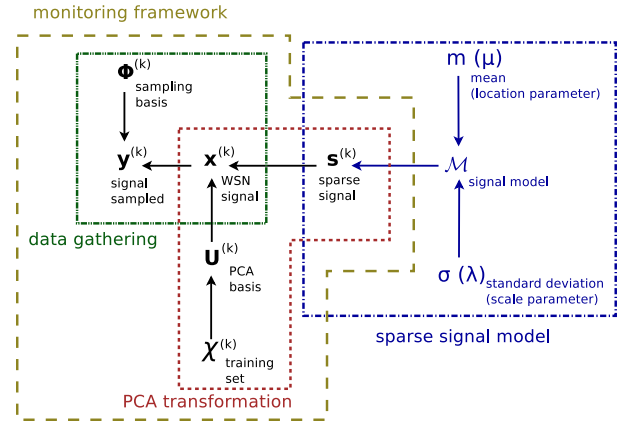 monitoring framework
Φ(k)
sampling
basis
m (μ)
mean
(location parameter)
y(k)
signal
sampled
x(k)
WSN
signal
s(k)
sparse
signal
ℳ
signal model
data gathering
U(k)
PCA
basis
σ (λ)
standard deviation
(scale parameter)
sparse signal model
χ(k)
training
set
PCA transformation